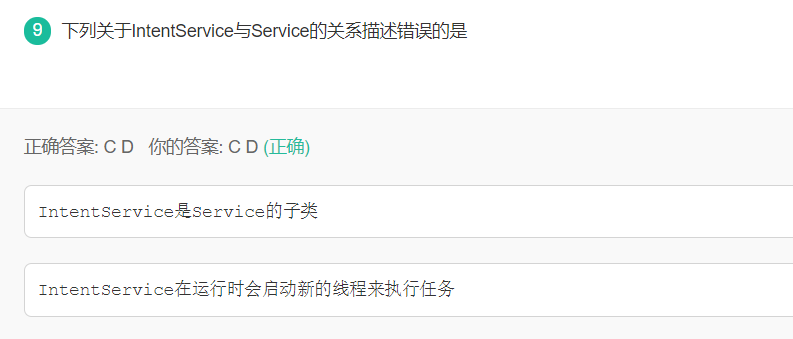 9 下列关于IntentService与Service的关系描述错误的是
正确答案: C D 你的答案: C D (正确)
IntentService是Service的子类
IntentService在运行时会启动新的线程来执行任务